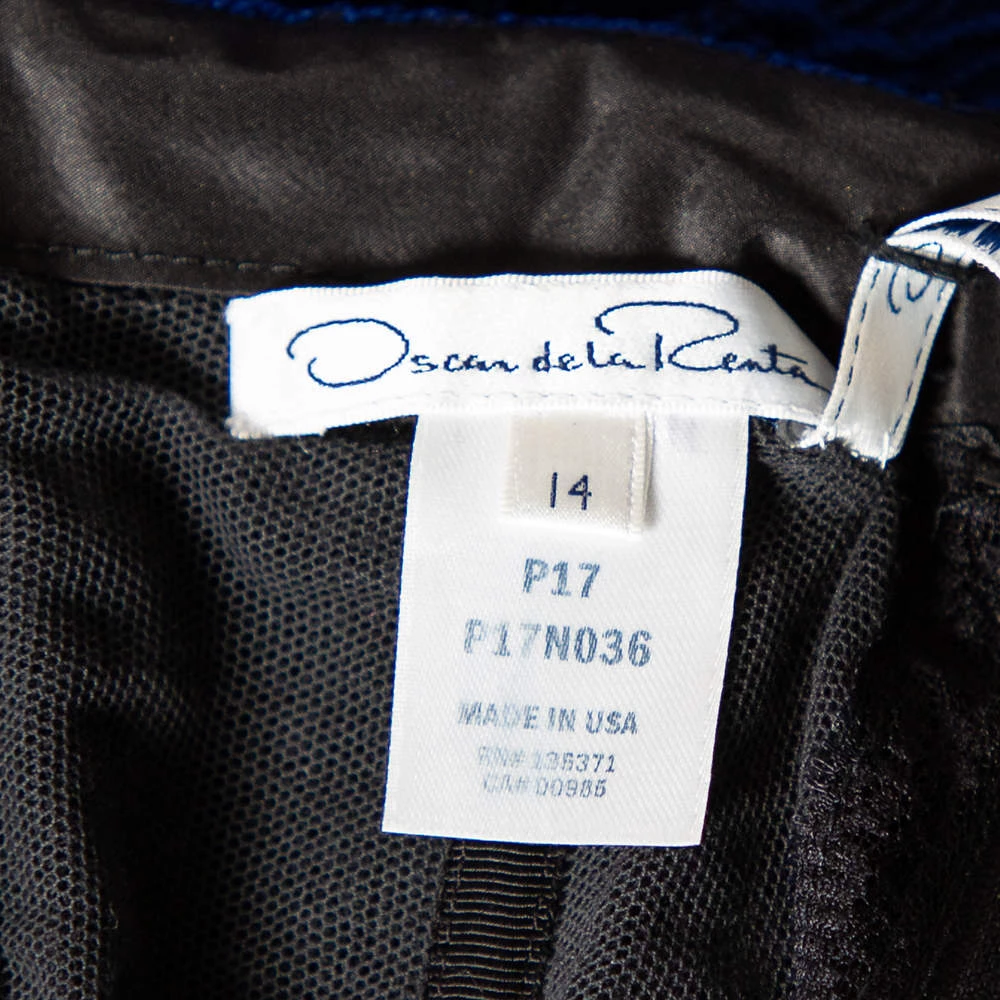 Oscar de la Renta
14
P17
P17N036
MADE IN USA
RN# 136371
CA# 00985